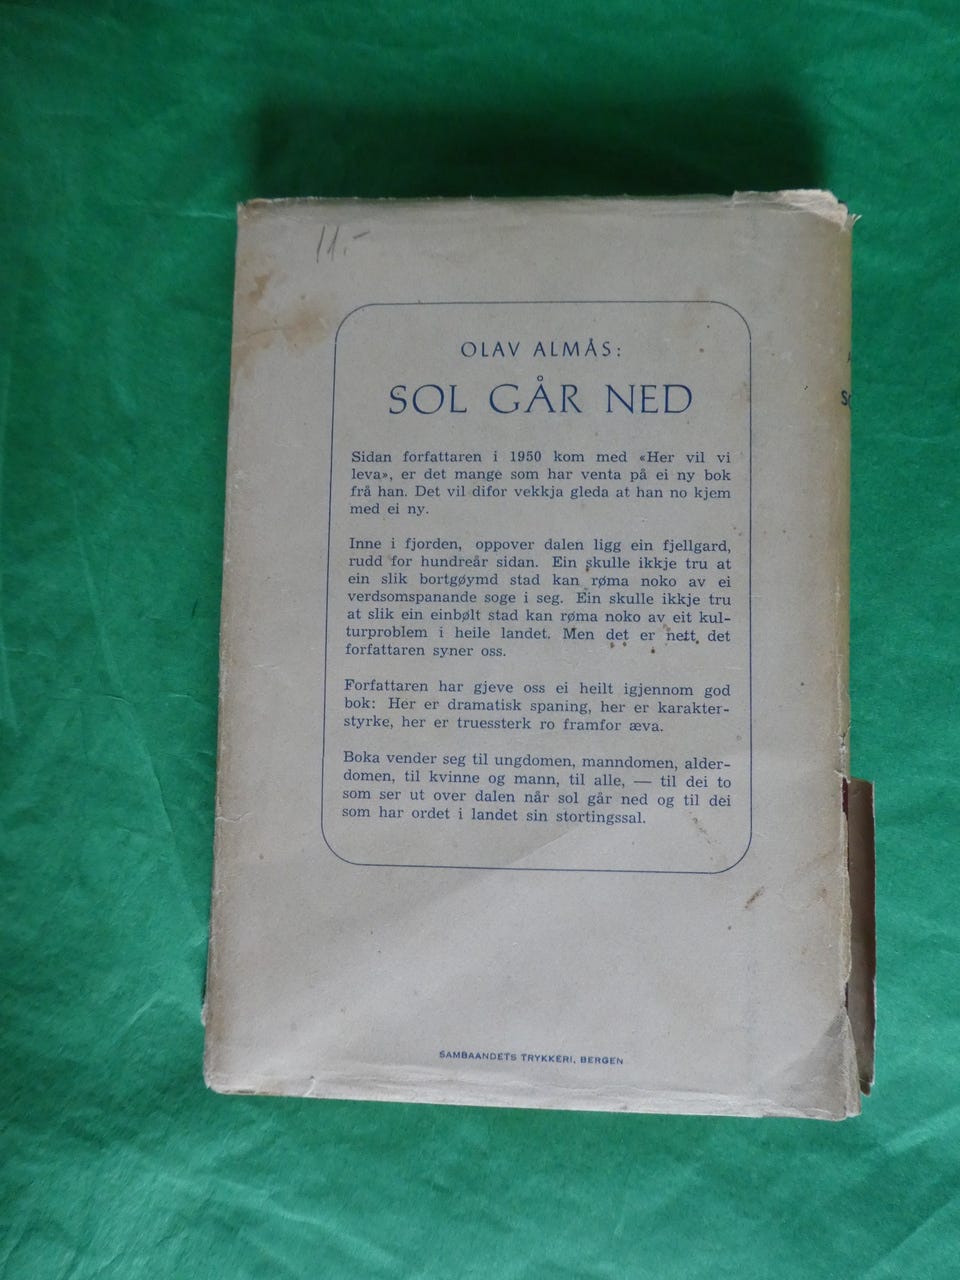 11.-
OLAV ALMÅS:
SOL GÅR NED
Sidan forfattaren i 1950 kom med «Her vil vi
leva», er det mange som har venta på ei ny bok
frå han. Det vil difor vekkja gleda at han no kjem
med ei ny.
Inne i fjorden, oppover dalen ligg ein fjellgard,
rudd for hundreår sidan. Ein skulle ikkje tru at
ein slik bortgøymd stad kan røma noko av ei
verdsomspanande soge i seg. Ein skulle ikkje tru
at slik ein einbølt stad kan røma noko av eit kul-
turproblem i heile landet. Men det er nett det
forfattaren syner oss.
Forfattaren har gjeve oss ei heilt igjennom god
bok: Her er dramatisk spaning, her er karakter-
styrke, her er truessterk ro framfor æva.
Boka vender seg til ungdomen, manndomen, alder-
domen, til kvinne og mann, til alle, — til dei to
som ser ut over dalen når sol går ned og til dei
som har ordet i landet sin stortingssal.
SAMBAANDETS TRYKKERI, BERGEN